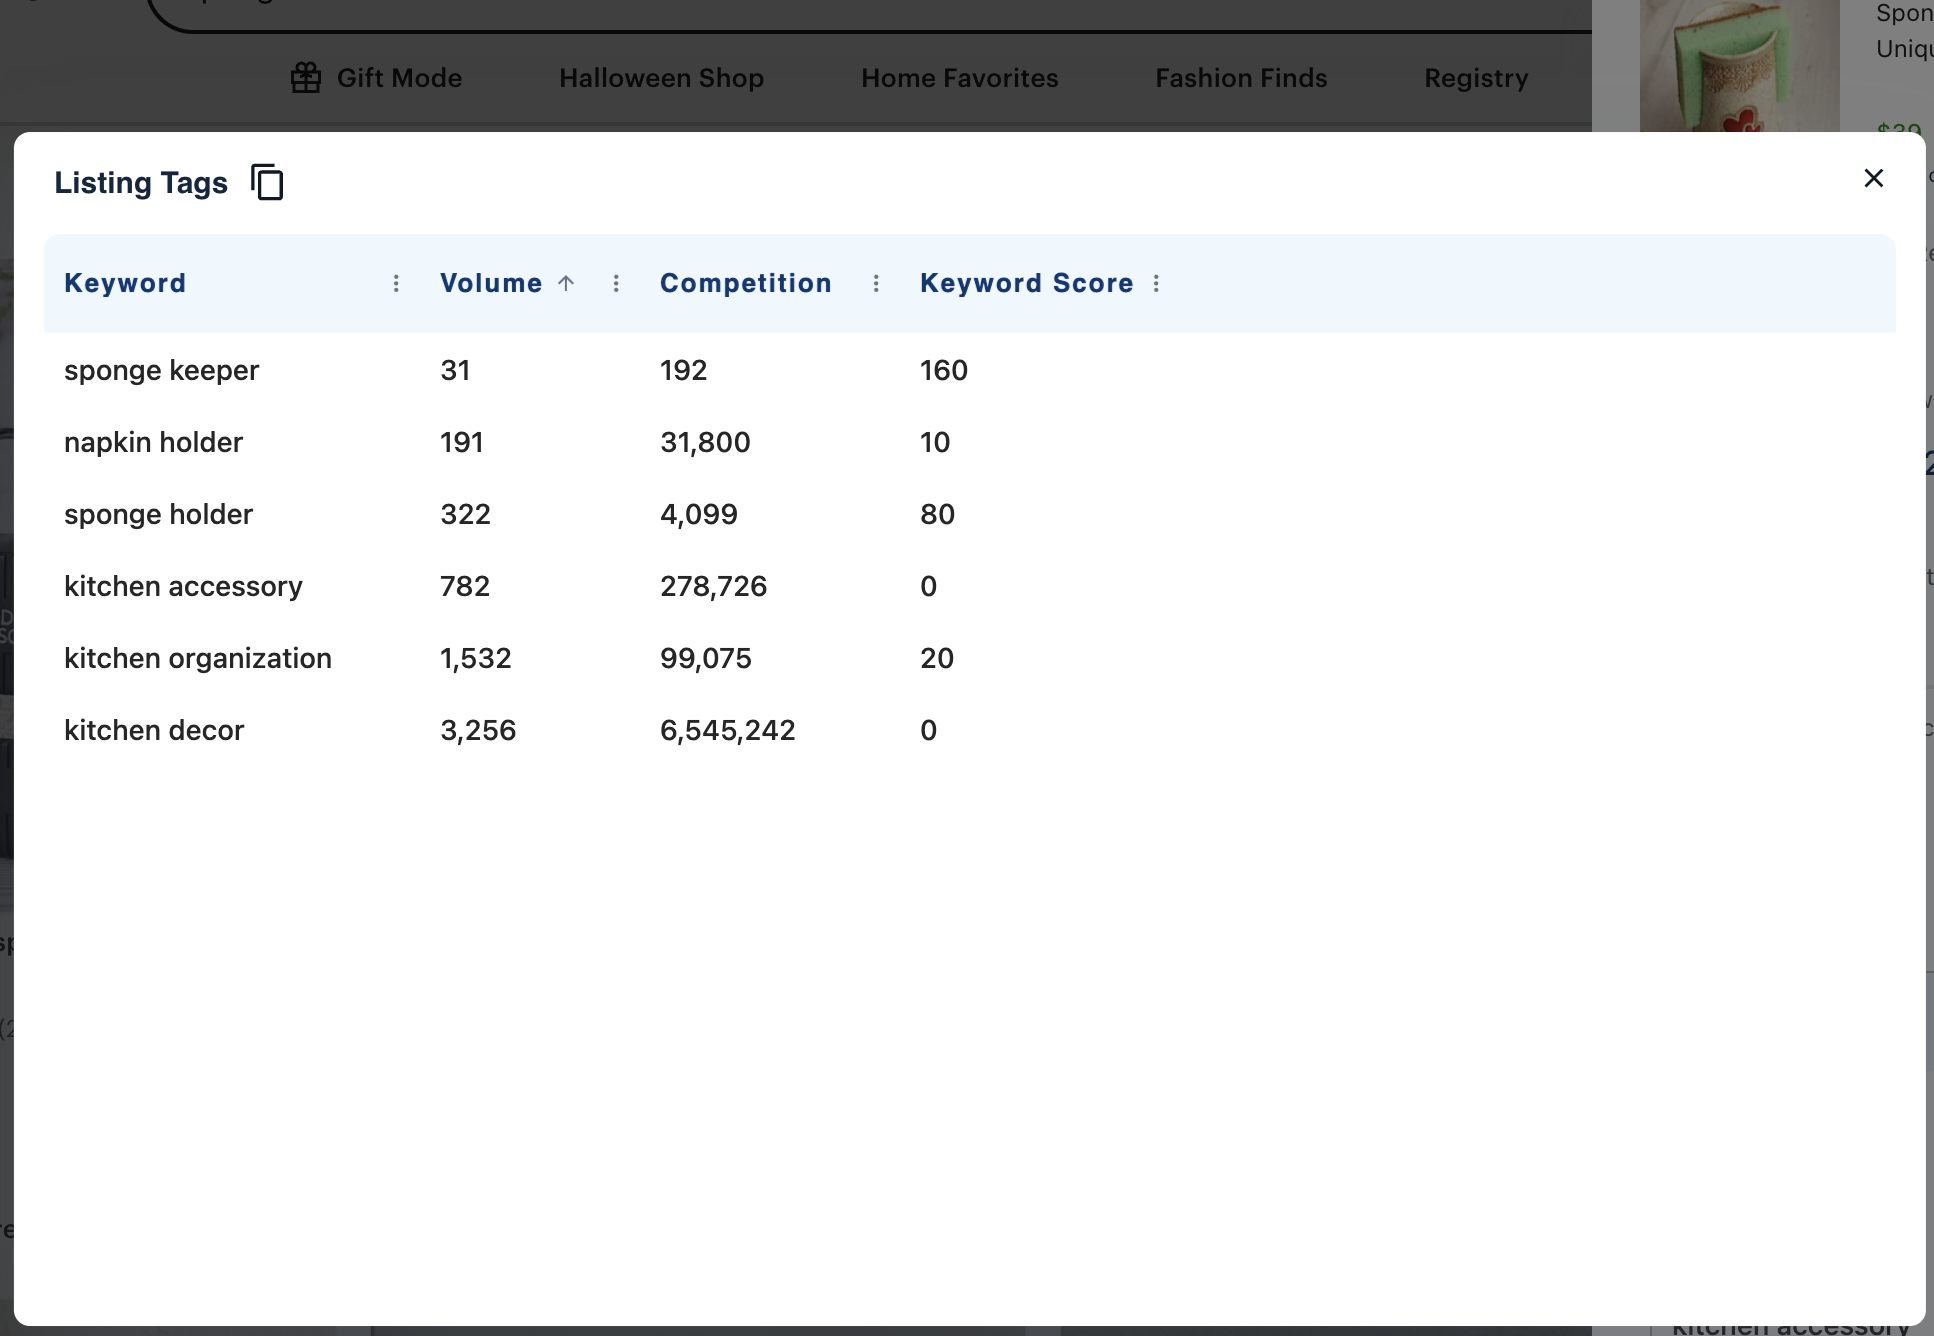 Gift Mode Halloween Shop Home Favorites Fashion Finds Registry
Listing Tags
Keyword Volume Competition Keyword Score
sponge keeper 31 192 160
napkin holder 191 31,800 10
sponge holder 322 4,099 80
kitchen accessory 782 278,726 0
kitchen organization 1,532 99,075 20
kitchen decor 3,256 6,545,242 0
kitchen accessory